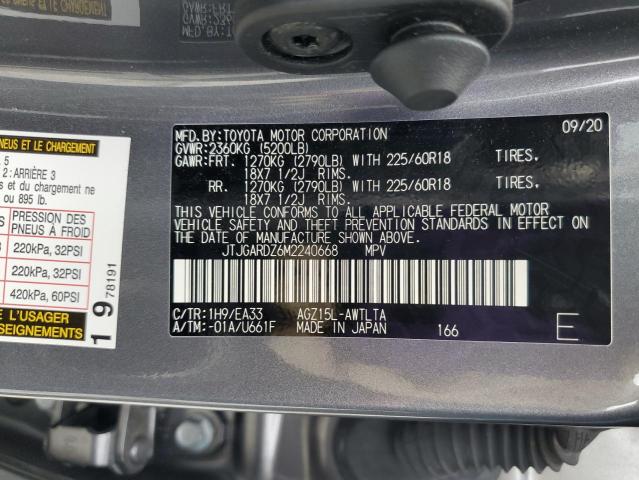 PNEUS ET LE CHARGEMENT
5
2 : ARRIÈRE 3
et du chargement ne
ou 895 lb.
PRESSION DES
PNEUS À FROID
220kPa, 32PSI
220kPa, 32PSI
420kPa, 60PSI
L'USAGER
NSEIGNEMENTS
1 9 78191
MFD.BY:TOYOTA MOTOR CORPORATION 09/20
GVWR:2360KG (5200LB)
GAWR:FRT. 1270KG (2790LB) WITH 225/60R18 TIRES.
18X7 1/2J RIMS.
RR. 1270KG (2790LB) WITH 225/60R18 TIRES.
18X7 1/2J RIMS.
THIS VEHICLE CONFORMS TO ALL APPLICABLE FEDERAL MOTOR
VEHICLE SAFETY AND THEFT PREVENTION STANDARDS IN EFFECT ON
THE DATE OF MANUFACTURE SHOWN ABOVE.
JTJGARDZ6M2240668 MPV
C/TR:1H9/EA33 AGZ15L-AWTLTA
A/TM:-01A/U661F MADE IN JAPAN 166 E